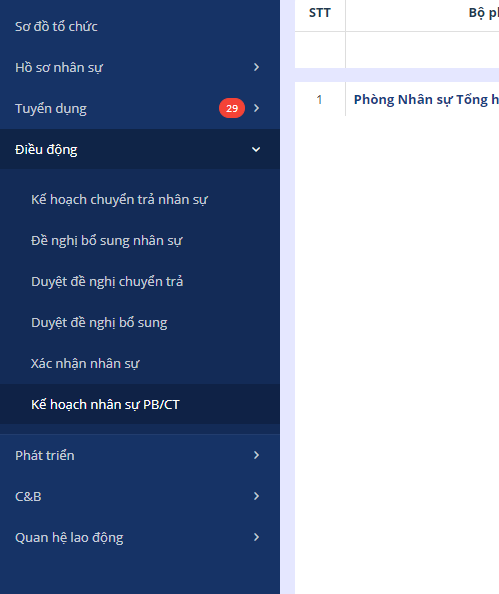 Sơ đồ tổ chức
Hồ sơ nhân sự
Tuyển dụng 29
Điều động
Kế hoạch chuyển trả nhân sự
Đề nghị bổ sung nhân sự
Duyệt đề nghị chuyển trả
Duyệt đề nghị bổ sung
Xác nhận nhân sự
Kế hoạch nhân sự PB/CT
Phát triển
C&B
Quan hệ lao động
STT Bộ
1 Phòng Nhân sự Tổng